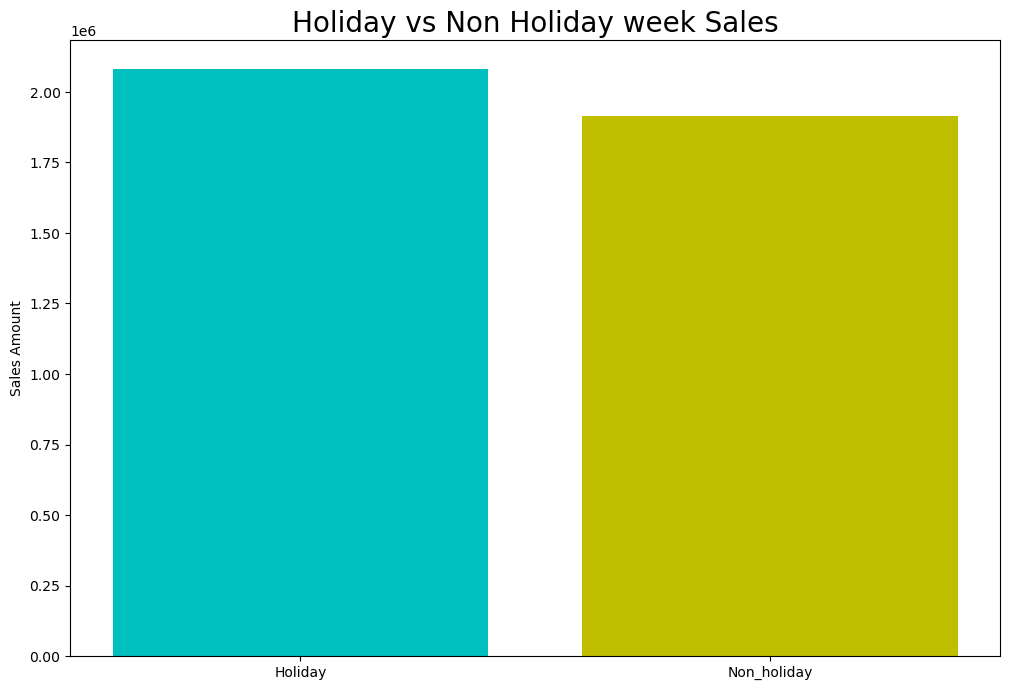 Holiday vs Non Holiday week Sales
1e6
2.00
1.75
1.50
1.25
1.00
0.75
0.50
0.25
0.00
Sales Amount
Holiday
Non_holiday